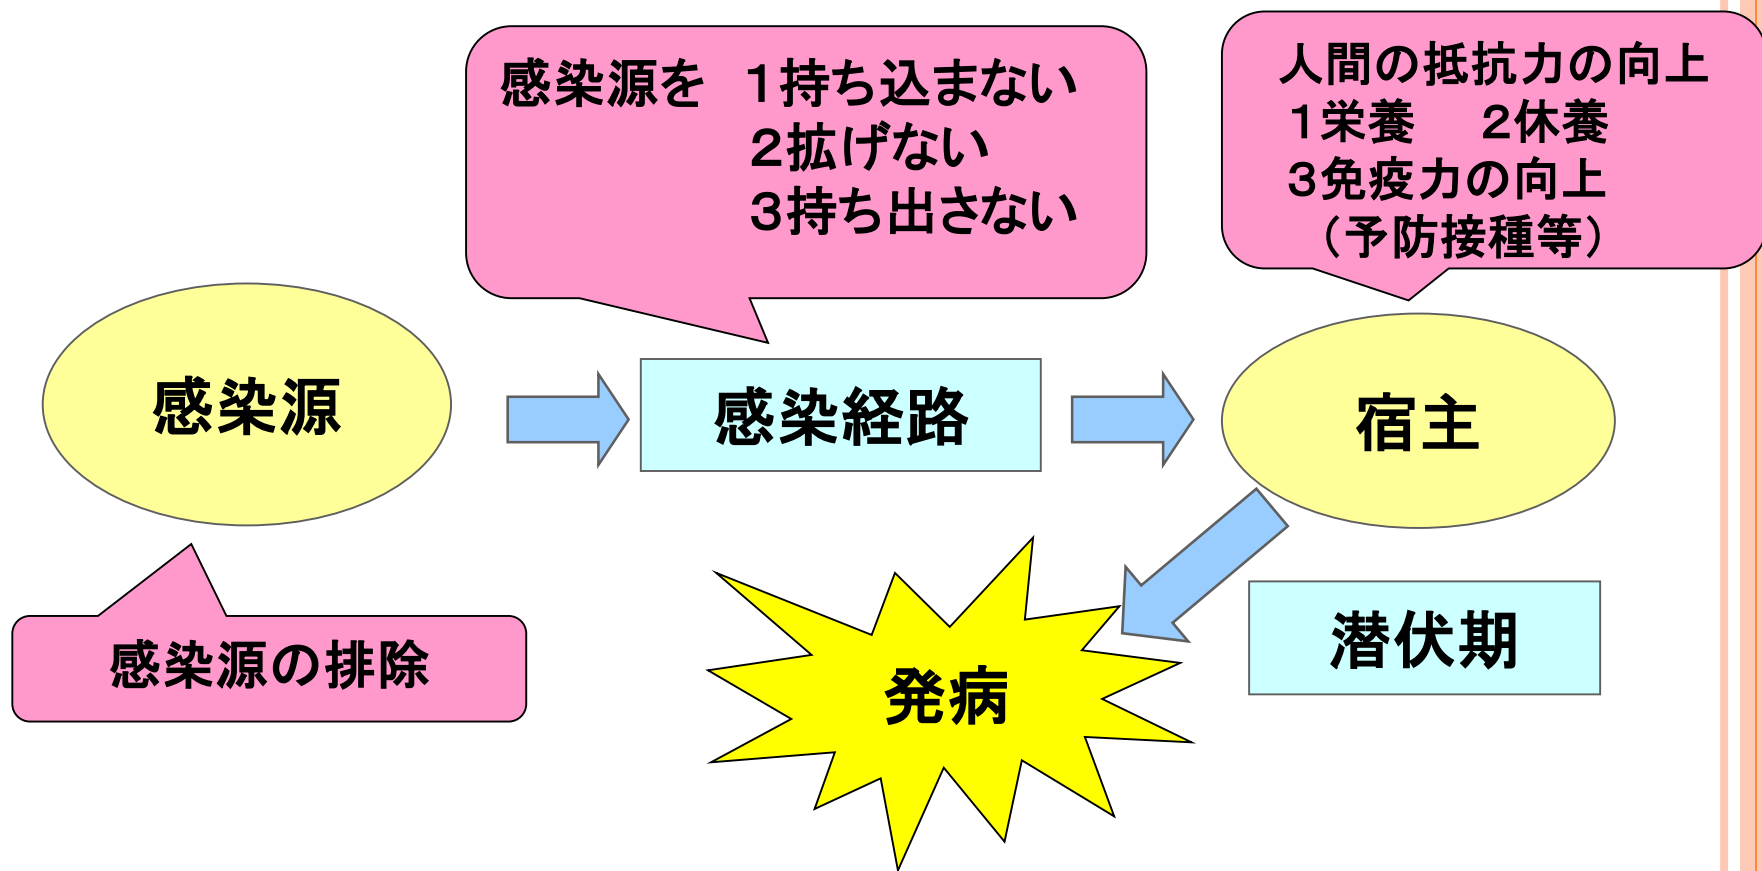 感染源を　１持ち込まない
２拡げない
３持ち出さない
人間の抵抗力の向上
１栄養　２休養
３免疫力の向上
（予防接種等）
感染源
感染経路
宿主
感染源の排除
発病
潜伏期